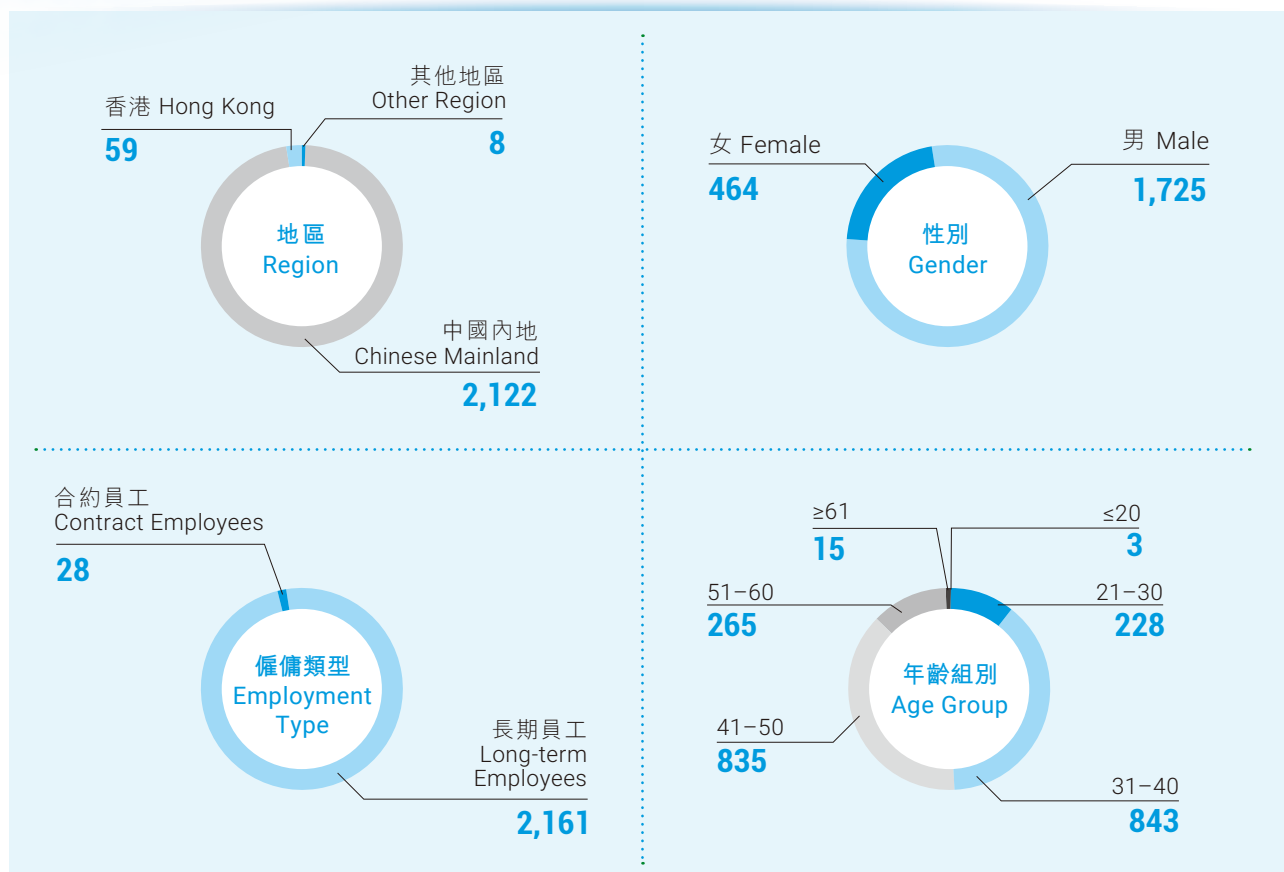 香港 Hong Kong
59
其他地區
Other Region
8
地區
Region
中國內地
Chinese Mainland
2,122
女 Female
464
男 Male
1,725
性別
Gender
合約員工
Contract Employees
28
僱傭類型
Employment
Type
長期員工
Long-term
Employees
2,161
≥61
15
≤20
3
51–60
265
21–30
228
年齡組別
Age Group
41–50
835
31–40
843